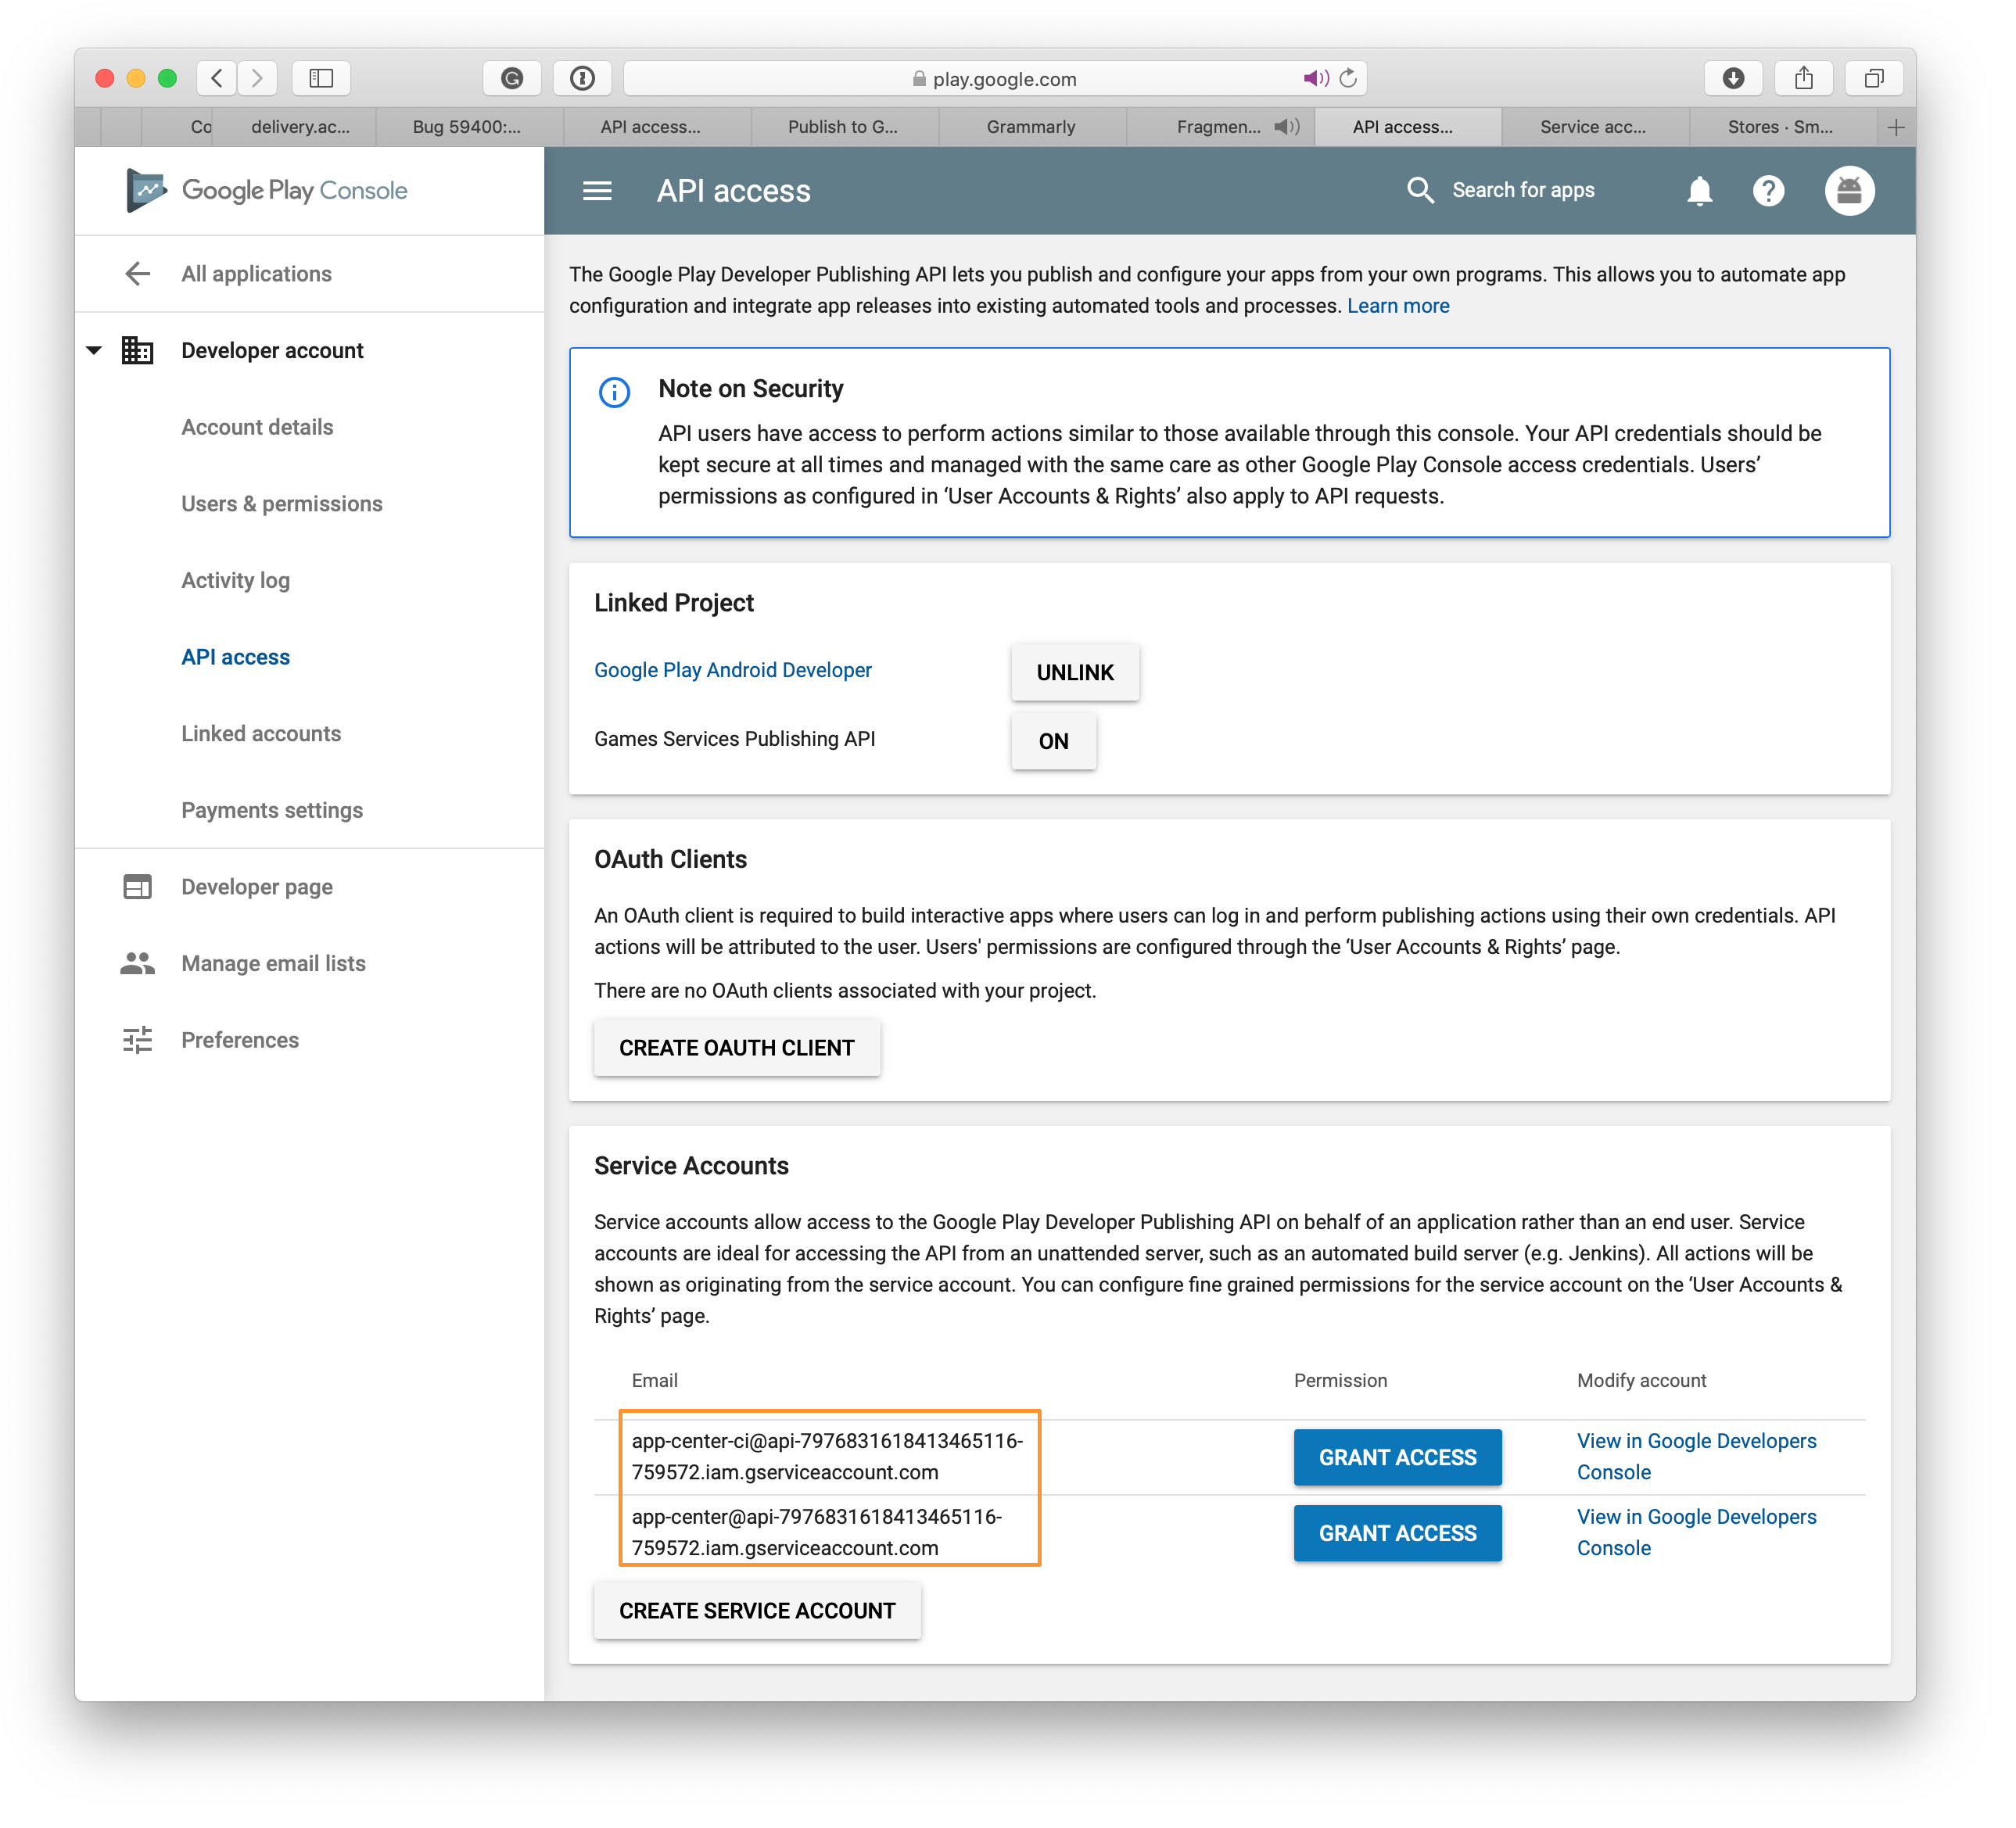 play.google.com
Co
delivery.ac...
Bug 59400:...
API access...
Publish to G...
Grammarly
Fragmen...
API access...
Service acc...
Stores · Sm...
Google Play Console
API access
Search for apps
All applications
Developer account
Account details
Users & permissions
Activity log
API access
Linked accounts
Payments settings
Developer page
Manage email lists
Preferences
The Google Play Developer Publishing API lets you publish and configure your apps from your own programs. This allows you to automate app
configuration and integrate app releases into existing automated tools and processes. Learn more
Note on Security
API users have access to perform actions similar to those available through this console. Your API credentials should be
kept secure at all times and managed with the same care as other Google Play Console access credentials. Users’
permissions as configured in ‘User Accounts & Rights’ also apply to API requests.
Linked Project
Google Play Android Developer
UNLINK
Games Services Publishing API
ON
OAuth Clients
An OAuth client is required to build interactive apps where users can log in and perform publishing actions using their own credentials. API
actions will be attributed to the user. Users' permissions are configured through the ‘User Accounts & Rights’ page.
There are no OAuth clients associated with your project.
CREATE OAUTH CLIENT
Service Accounts
Service accounts allow access to the Google Play Developer Publishing API on behalf of an application rather than an end user. Service
accounts are ideal for accessing the API from an unattended server, such as an automated build server (e.g. Jenkins). All actions will be
shown as originating from the service account. You can configure fine grained permissions for the service account on the ‘User Accounts &
Rights’ page.
Email
Permission
Modify account
app-center-ci@api-7976831618413465116-
759572.iam.gserviceaccount.com
GRANT ACCESS
View in Google Developers
Console
app-center@api-7976831618413465116-
759572.iam.gserviceaccount.com
GRANT ACCESS
View in Google Developers
Console
CREATE SERVICE ACCOUNT